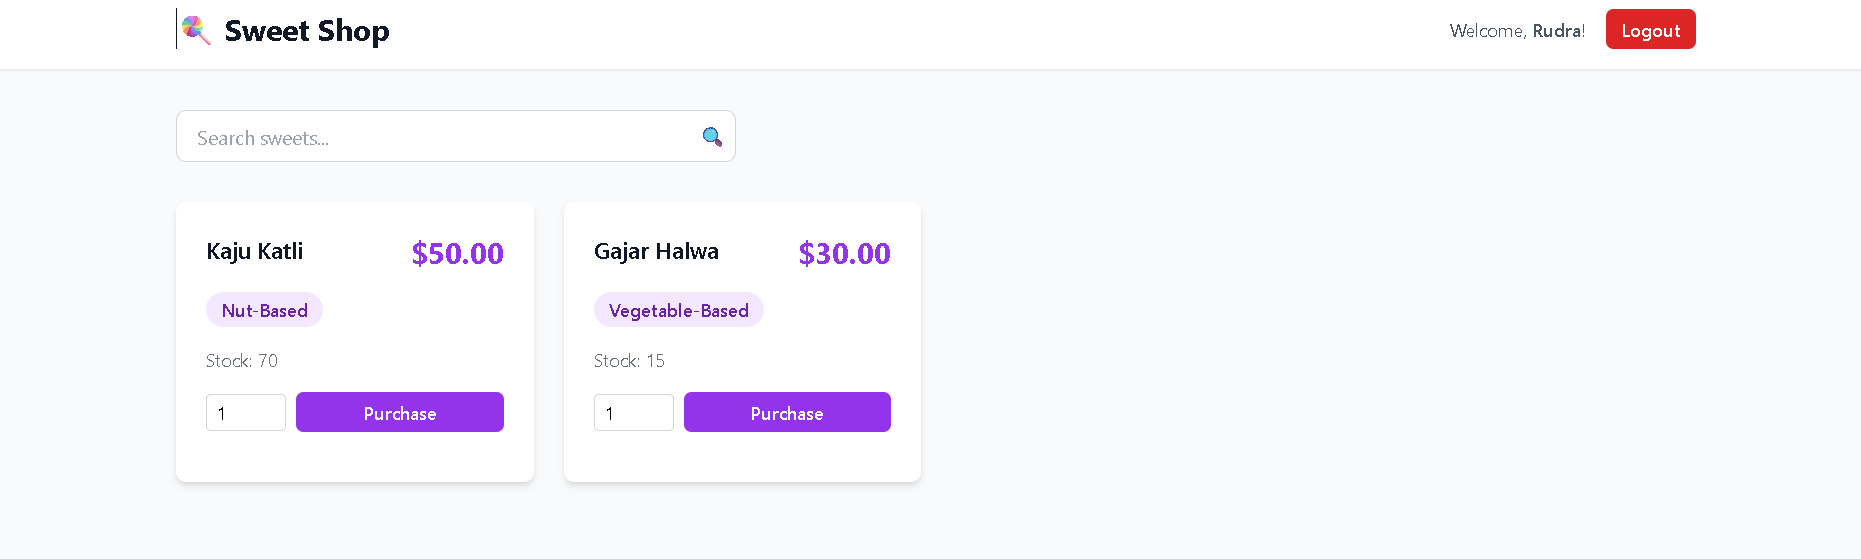 Sweet Shop
Welcome, Rudra!
Logout
Search sweets...
Kaju Katli
$50.00
Nut-Based
Stock: 70
1
Purchase
Gajar Halwa
$30.00
Vegetable-Based
Stock: 15
1
Purchase